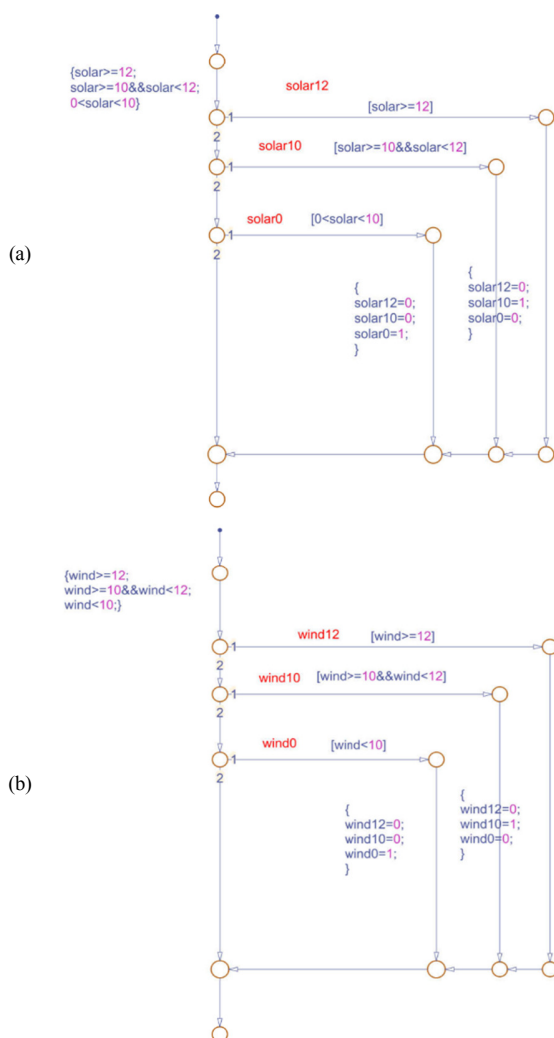 {solar>=12;
solar>=10&&solar<12;
0<solar<10}
solar12
[solar>=12]
1
2
solar10 [solar>=10&&solar<12]
1
2
solar0 [0<solar<10]
1
2
(a)
{
solar12=0;
solar10=0;
solar0=1;
}
{
solar12=0;
solar10=1;
solar0=0;
}
{wind>=12;
wind>=10&&wind<12;
wind<10;}
wind12 [wind>=12]
1
2
wind10 [wind>=10&&wind<12]
1
2
wind0 [wind<10]
1
2
(b)
{
wind12=0;
wind10=0;
wind0=1;
}
{
wind12=0;
wind10=1;
wind0=0;
}